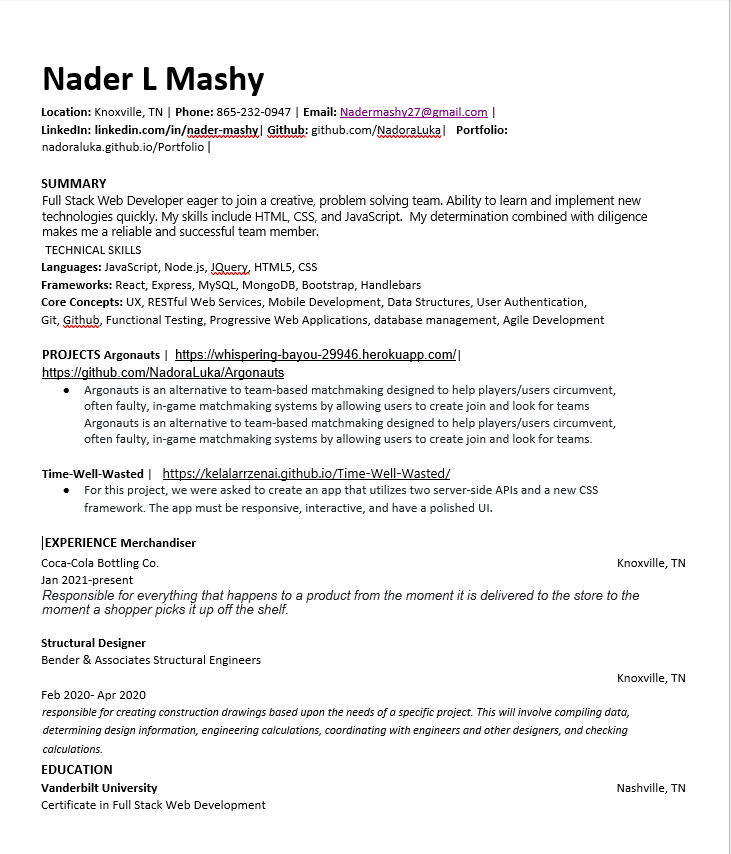 Nader L Mashy
Location: Knoxville, TN | Phone: 865-232-0947 | Email: Nadermashy27@gmail.com |
LinkedIn: linkedin.com/in/nader-mashy| Github: github.com/NadoraLuka| Portfolio:
nadoraluka.github.io/Portfolio |
SUMMARY
Full Stack Web Developer eager to join a creative, problem solving team. Ability to learn and implement new
technologies quickly. My skills include HTML, CSS, and JavaScript. My determination combined with diligence
makes me a reliable and successful team member.
TECHNICAL SKILLS
Languages: JavaScript, Node.js, JQuery, HTML5, CSS
Frameworks: React, Express, MySQL, MongoDB, Bootstrap, Handlebars
Core Concepts: UX, RESTful Web Services, Mobile Development, Data Structures, User Authentication,
Git, Github, Functional Testing, Progressive Web Applications, database management, Agile Development
PROJECTS Argonauts | https://whispering-bayou-29946.herokuapp.com/|
https://github.com/NadoraLuka/Argonauts
● Argonauts is an alternative to team-based matchmaking designed to help players/users circumvent,
often faulty, in-game matchmaking systems by allowing users to create join and look for teams
Argonauts is an alternative to team-based matchmaking designed to help players/users circumvent,
often faulty, in-game matchmaking systems by allowing users to create join and look for teams.
Time-Well-Wasted | https://kelalarrzenai.github.io/Time-Well-Wasted/
● For this project, we were asked to create an app that utilizes two server-side APIs and a new CSS
framework. The app must be responsive, interactive, and have a polished UI.
EXPERIENCE Merchandiser
Coca-Cola Bottling Co. Knoxville, TN
Jan 2021-present
Responsible for everything that happens to a product from the moment it is delivered to the store to the
moment a shopper picks it up off the shelf.
Structural Designer
Bender & Associates Structural Engineers
Knoxville, TN
Feb 2020- Apr 2020
responsible for creating construction drawings based upon the needs of a specific project. This will involve compiling data,
determining design information, engineering calculations, coordinating with engineers and other designers, and checking
calculations.
EDUCATION
Vanderbilt University Nashville, TN
Certificate in Full Stack Web Development